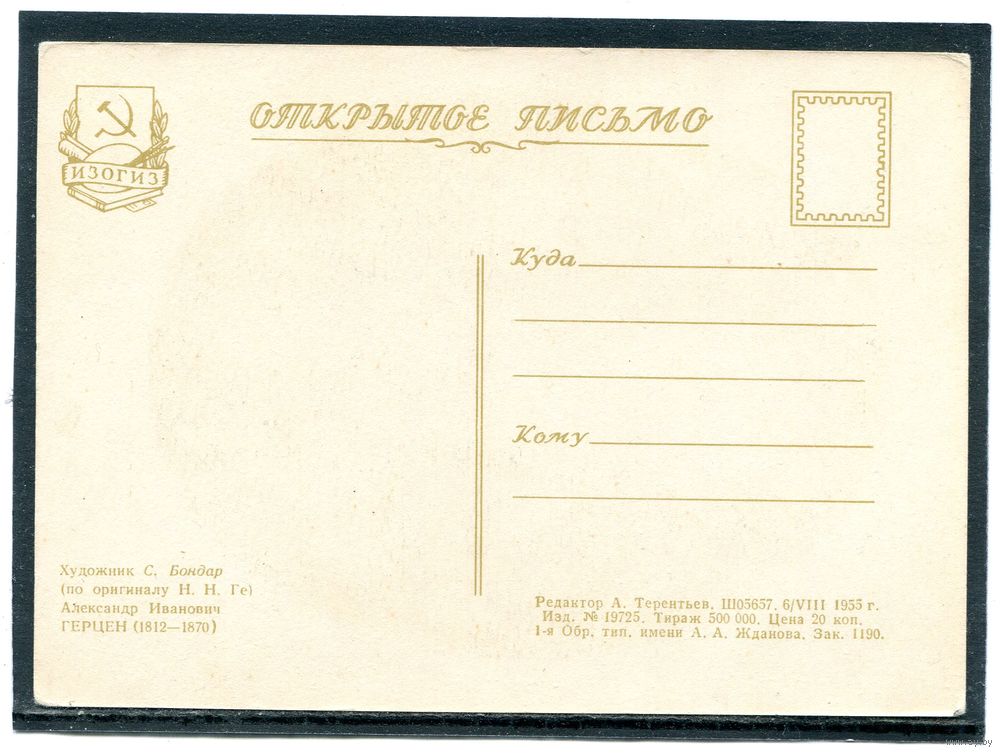 ОТКРЫТОЕ ПИСЬМО
ИЗОГИЗ
Куда
Кому
Художник С. Бондар
(по оригиналу Н. Н. Ге)
Александр Иванович
ГЕРЦЕН (1812—1870)
Редактор А. Терентьев. Ш05657. 6/VIII 1955 г.
Изд. № 19725. Тираж 500 000. Цена 20 коп.
1-я Обр. тип. имени А. А. Жданова. Зак. 1190.